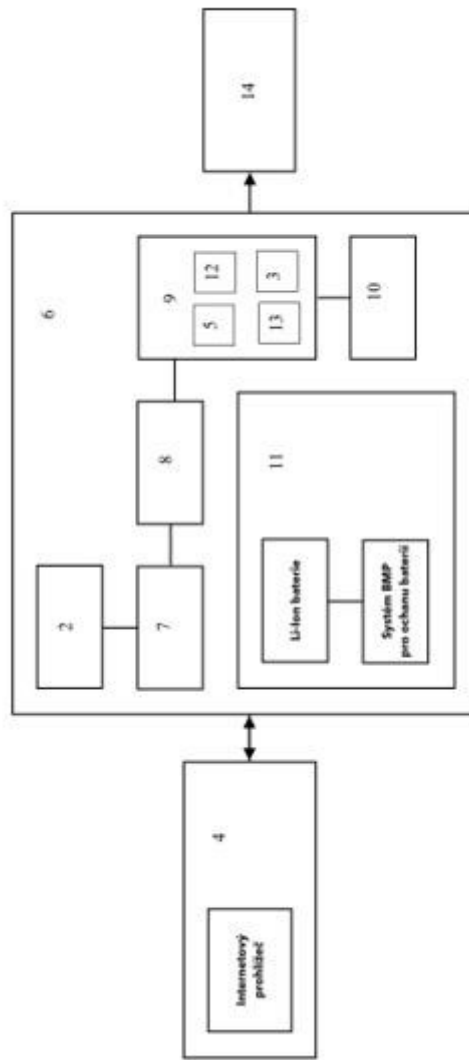 4
Internetový
prohlížeč
6
2
7
8
9
5
12
13
3
10
11
Li-Ion baterie
Systém BMP
pro ochanu baterií
14